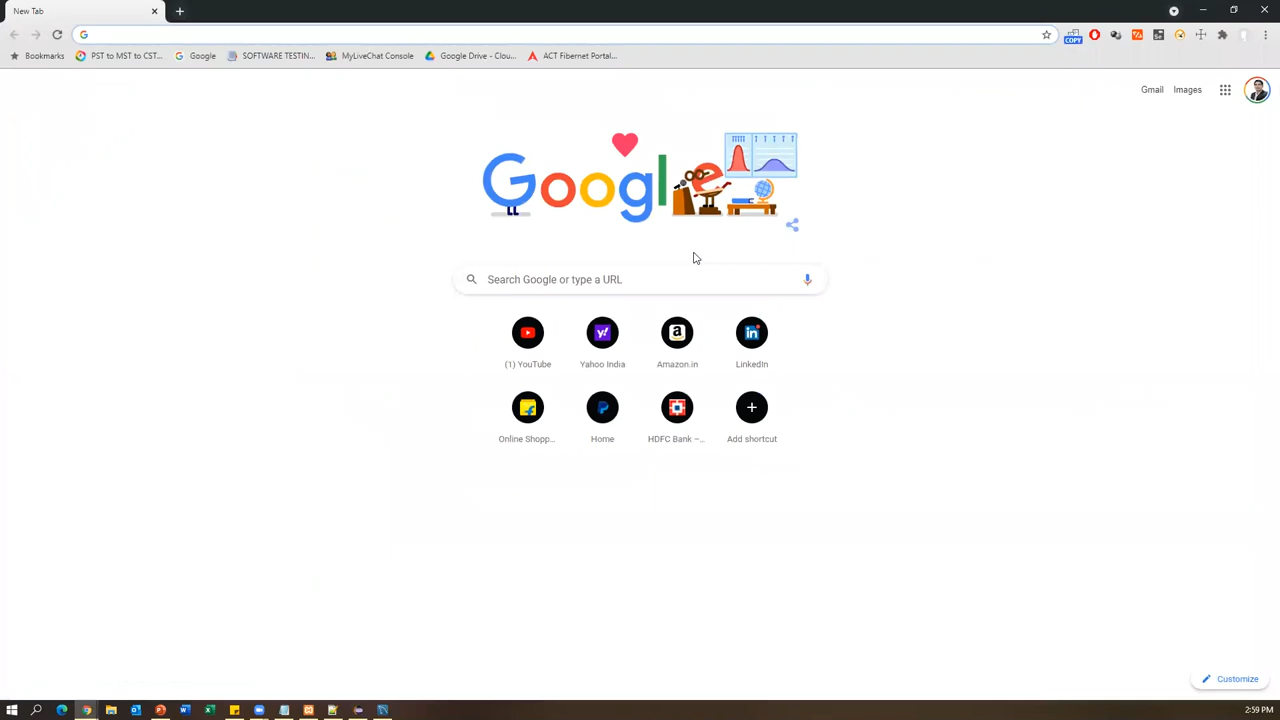 New Tab
Bookmarks PST to MST to CST... Google SOFTWARE TESTIN... MyLiveChat Console Google Drive - Clou... ACT Fibernet Portal...
COPY
Gmail Images
Google
Search Google or type a URL
(1) YouTube Yahoo India Amazon.in LinkedIn
Online Shopp... Home HDFC Bank –... Add shortcut
Customize
2:59 PM